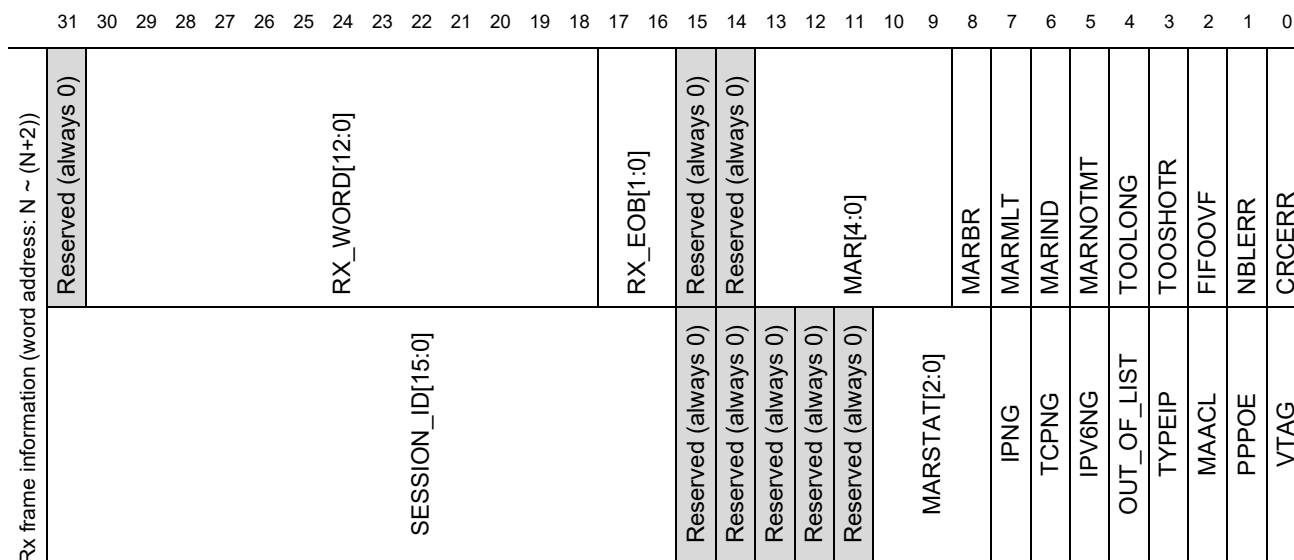 31 30 29 28 27 26 25 24 23 22 21 20 19 18 17 16 15 14 13 12 11 10 9 8 7 6 5 4 3 2 1 0
Rx frame information (word address: N ~ (N+2))
Reserved (always 0)
RX_WORD[12:0]
RX_EOB[1:0]
Reserved (always 0)
Reserved (always 0)
MAR[4:0]
MARBR
MARMLT
MARIND
MARNOTMT
TOOLONG
TOOSHOTR
FIFOOVF
NBLERR
CRCERR
SESSION_ID[15:0]
Reserved (always 0)
Reserved (always 0)
Reserved (always 0)
Reserved (always 0)
Reserved (always 0)
MARSTAT[2:0]
IPNG
TCPNG
IPV6NG
OUT_OF_LIST
TYPEIP
MAACL
PPPOE
VTAG